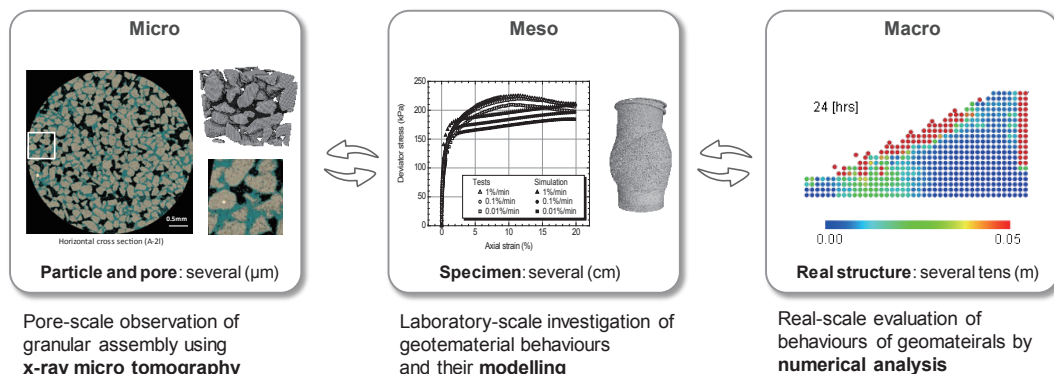 Micro
0.5mm
Horizontal cross section (A-2J)
Particle and pore: several (μm)
Pore-scale observation of
granular assembly using
x-ray micro tomography
Meso
Deviator stress (kPa)
250
200
150
100
50
0
0 5 10 15 20
Axial strain (%)
Tests Simulation
1%/min 1%/min
0.1%/min 0.1%/min
0.01%/min 0.01%/min
Specimen: several (cm)
Laboratory-scale investigation of
geotematerial behaviours
and their modelling
Macro
24 [hrs]
0.00 0.05
Real structure: several tens (m)
Real-scale evaluation of
behaviours of geomateirals by
numerical analysis